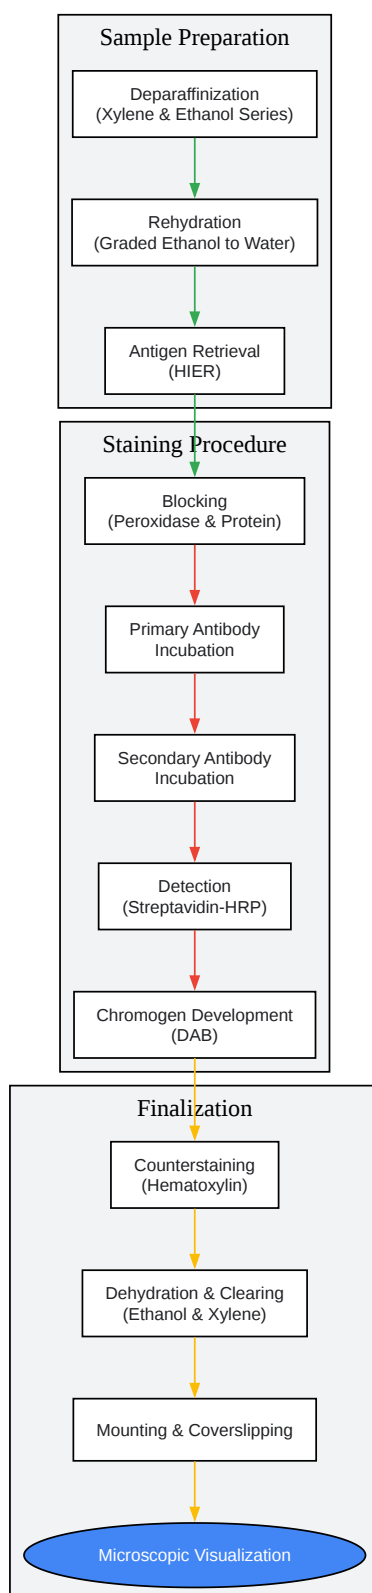 Sample Preparation
Deparaffinization
(Xylene & Ethanol Series)
Rehydration
(Graded Ethanol to Water)
Antigen Retrieval
(HIER)
Staining Procedure
Blocking
(Peroxidase & Protein)
Primary Antibody
Incubation
Secondary Antibody
Incubation
Detection
(Streptavidin-HRP)
Chromogen Development
(DAB)
Finalization
Counterstaining
(Hematoxylin)
Dehydration & Clearing
(Ethanol & Xylene)
Mounting & Coverslipping
Microscopic Visualization